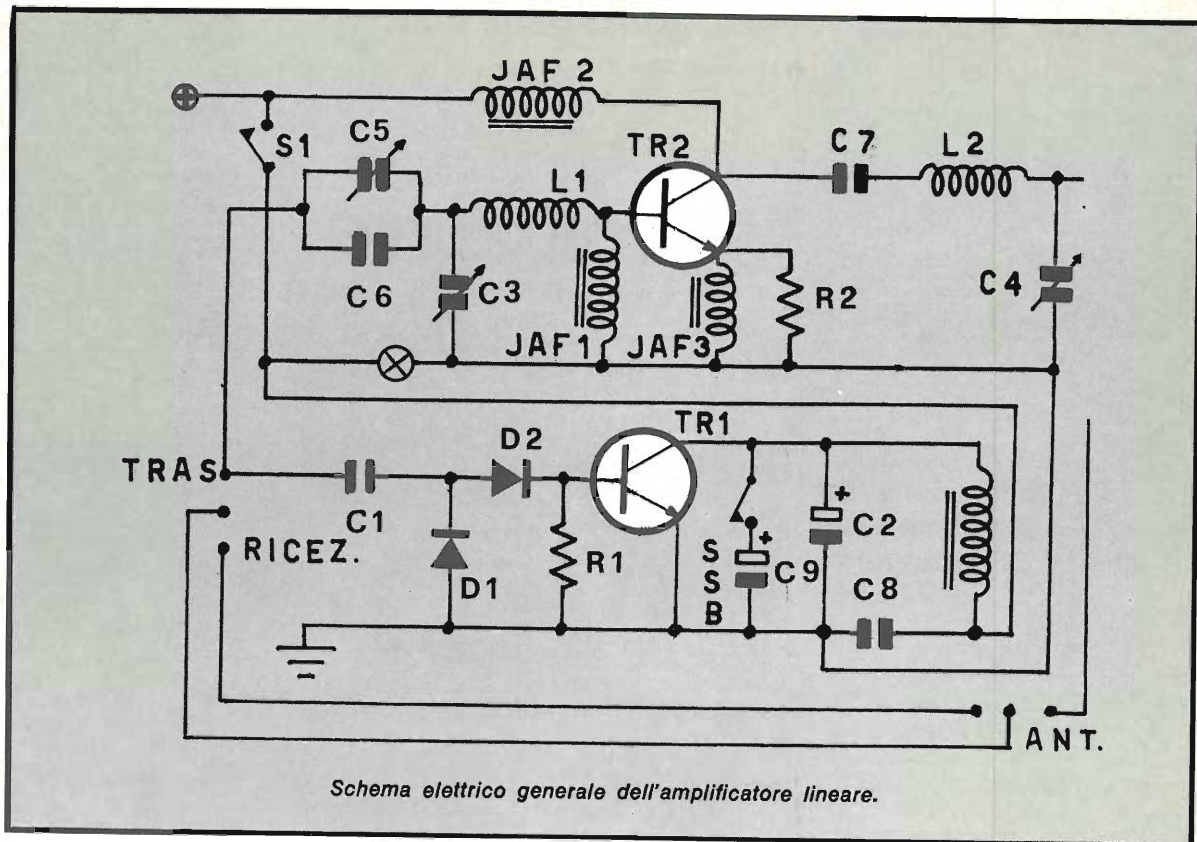 JAF 2
S1
C5
TR2
C7
L2
L1
C6
C3
C4
R2
JAF1
JAF3
TRAS
D2
TR1
C1
RICEZ.
D1
R1
+
+
S
S
B
C9
C2
C8
ANT.
Schema elettrico generale dell'amplificatore lineare.